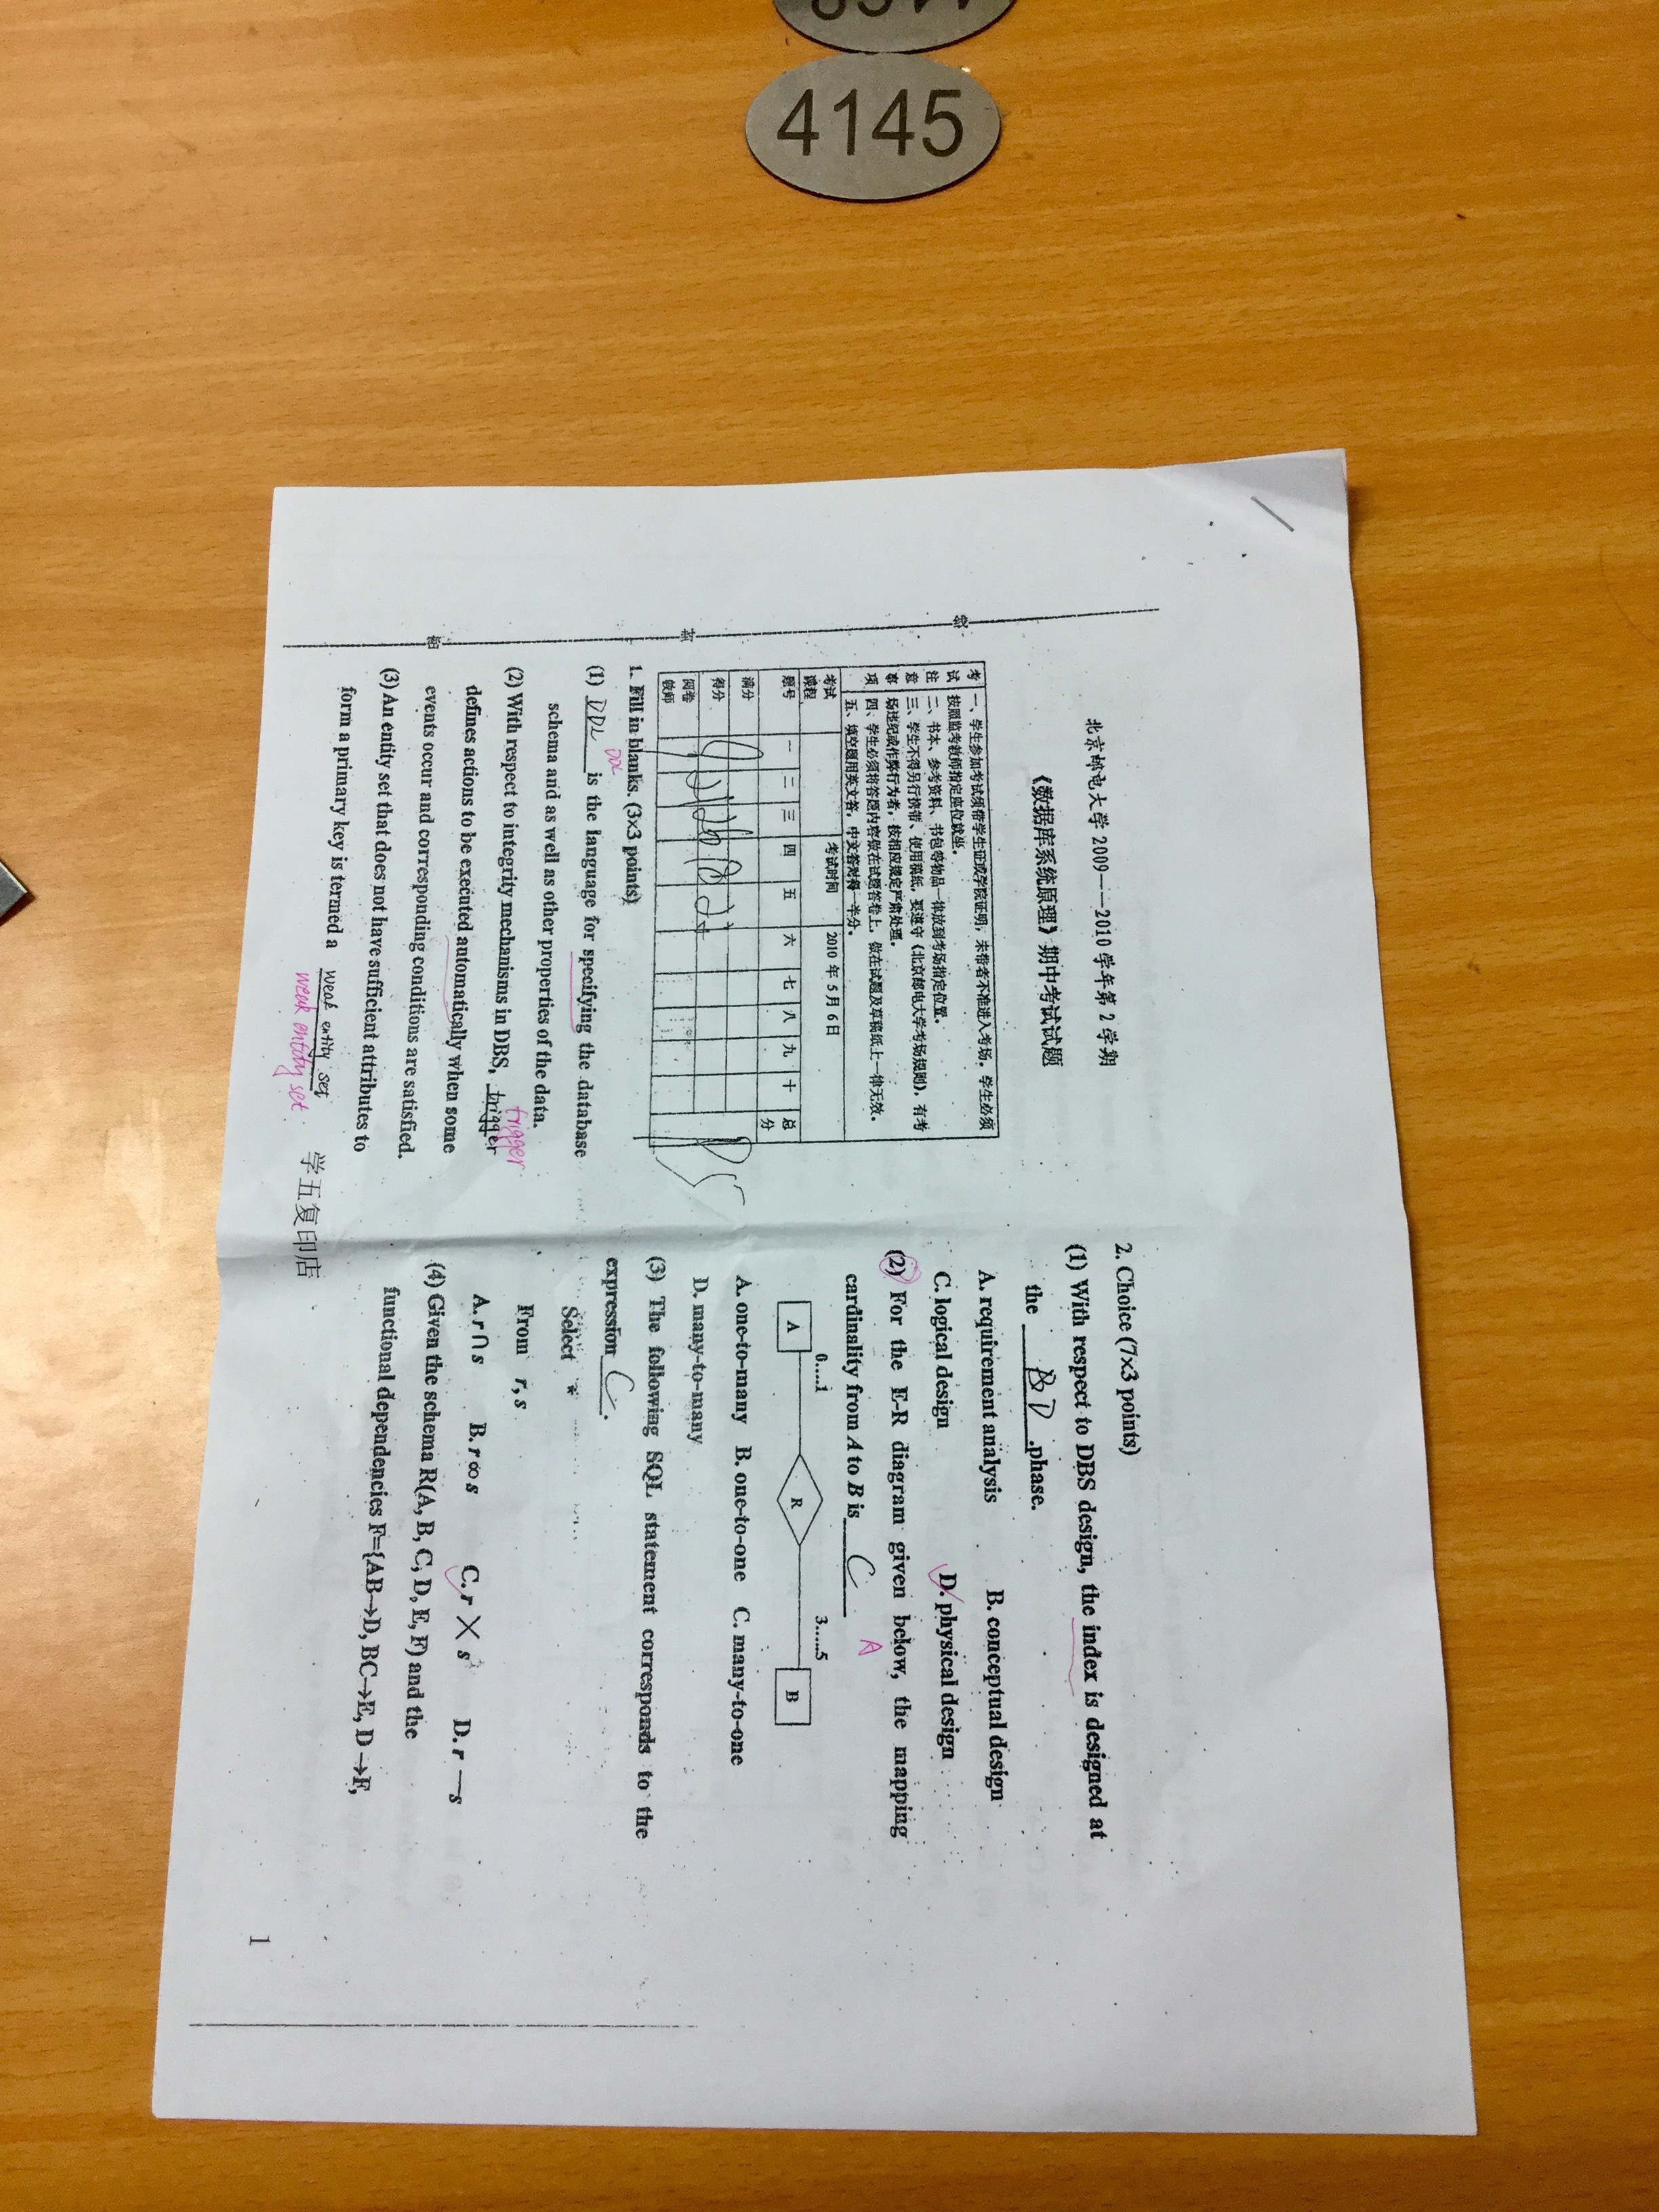 4145
北京邮电大学 2009——2010 学年第 2 学期
《数据库系统原理》期中考试试题
考试注意事项
一、学生参加考试须带学生证或学院证明，未带者不准进入考场。学生必须
按照监考教师指定座位就坐。
二、书本、参考资料、书包等物品一律放到考场指定位置。
三、学生不得另行携带、使用稿纸，要遵守《北京邮电大学考场规则》，有考
场违纪或作弊行为者，按相应规定严肃处理。
四、学生必须将答题内容做在试题答卷上，做在试题及草稿纸上一律无效。
五、填空题用英文答，中文答对得一半分。
考试课程 考试时间 2010 年 5 月 6 日
题号 一 二 三 四 五 六 七 八 九 十 总分
满分
得分
阅卷教师
线
封
密
1. Fill in blanks. (3×3 points)
DDL
(1) DDL is the language for specifying the database
schema and as well as other properties of the data.
trigger
(2) With respect to integrity mechanisms in DBS, trigger
defines actions to be executed automatically when some
events occur and corresponding conditions are satisfied.
(3) An entity set that does not have sufficient attributes to
form a primary key is termed a weak entity set
weak entity set
学五复印店
2. Choice (7×3 points)
(1) With respect to DBS design, the index is designed at
the D .phase.
A. requirement analysis B. conceptual design
C. logical design D. physical design
(2) For the E-R diagram given below, the mapping
cardinality from A to B is C A
0....1 3.....5
A R B
A. one-to-many B. one-to-one C. many-to-one
D. many-to-many
(3) The following SQL statement corresponds to the
expression C .
Select *
From r, s
A. r∩s B. r∞s C. r × s D. r —s
(4) Given the schema R(A, B, C, D, E, F) and the
functional dependencies F={AB→D, BC→E, D→F,
1